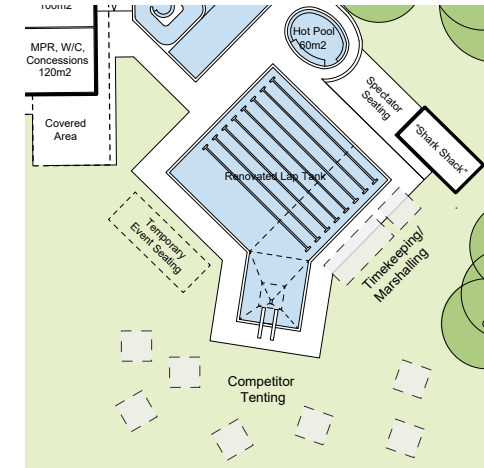 100m2
MPR, W/C,
Concessions
120m2
Hot Pool
60m2
Covered
Area
Spectator
Seating
"Shark Shack"
Renovated Lap Tank
Temporary
Event Seating
Timekeeping/
Marshalling
Competitor
Tenting